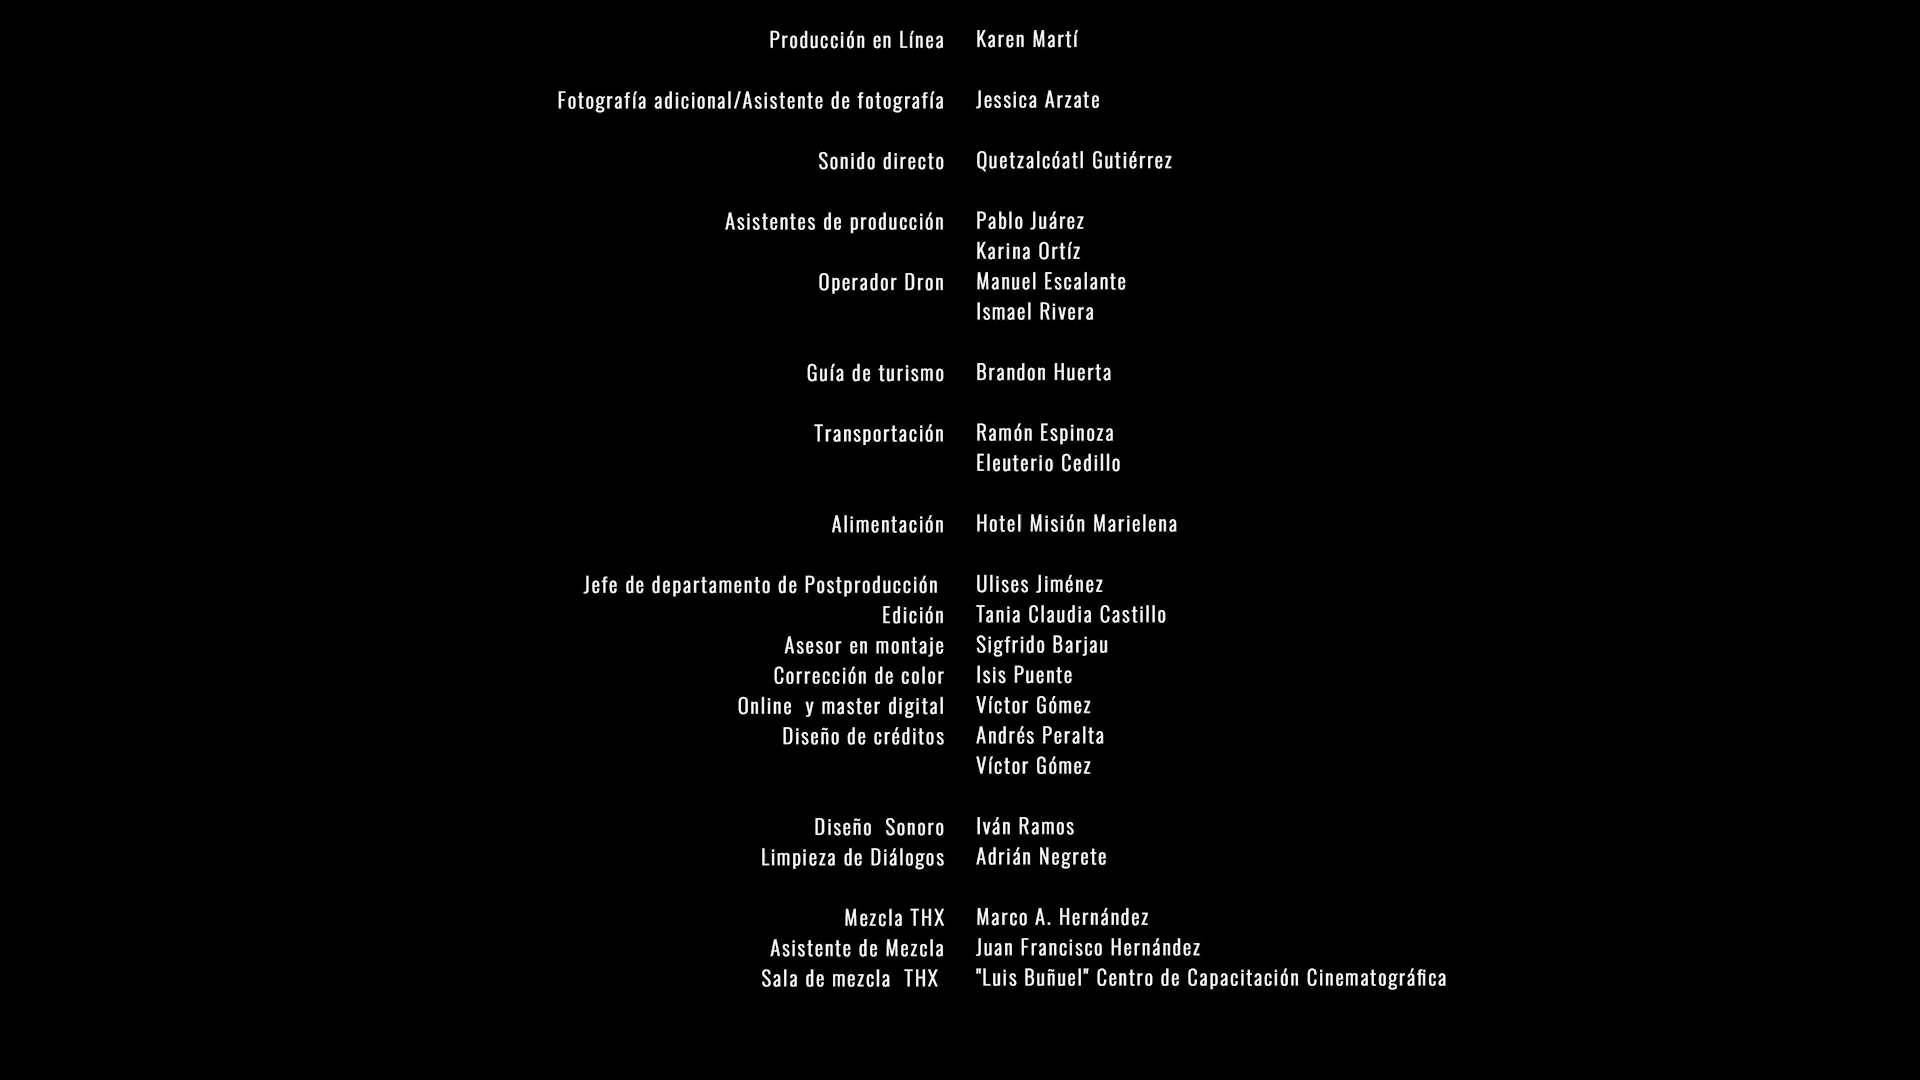 Producción en Línea Karen Martí
Fotografía adicional/Asistente de fotografía Jessica Arzate
Sonido directo Quetzalcóatl Gutiérrez
Asistentes de producción Pablo Juárez
Karina Ortíz
Operador Dron Manuel Escalante
Ismael Rivera
Guía de turismo Brandon Huerta
Transportación Ramón Espinoza
Eleuterio Cedillo
Alimentación Hotel Misión Marielena
Jefe de departamento de Postproducción Ulises Jiménez
Edición Tania Claudia Castillo
Asesor en montaje Sigfrido Barjau
Corrección de color Isis Puente
Online y master digital Víctor Gómez
Diseño de créditos Andrés Peralta
Víctor Gómez
Diseño Sonoro Iván Ramos
Limpieza de Diálogos Adrián Negrete
Mezcla THX Marco A. Hernández
Asistente de Mezcla Juan Francisco Hernández
Sala de mezcla THX "Luis Buñuel" Centro de Capacitación Cinematográfica